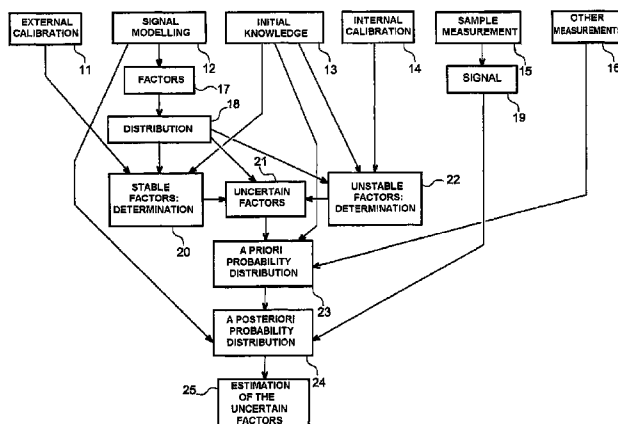 EXTERNAL
CALIBRATION
SIGNAL
MODELLING
INITIAL
KNOWLEDGE
INTERNAL
CALIBRATION
SAMPLE
MEASUREMENT
OTHER
MEASUREMENTS
11
12
13
14
15
16
FACTORS
17
SIGNAL
19
18
DISTRIBUTION
21
22
STABLE
FACTORS:
DETERMINATION
UNCERTAIN
FACTORS
UNSTABLE
FACTORS:
DETERMINATION
20
A PRIORI
PROBABILITY
DISTRIBUTION
23
A POSTERIORI
PROBABILITY
DISTRIBUTION
24
25
ESTIMATION
OF THE
UNCERTAIN
FACTORS